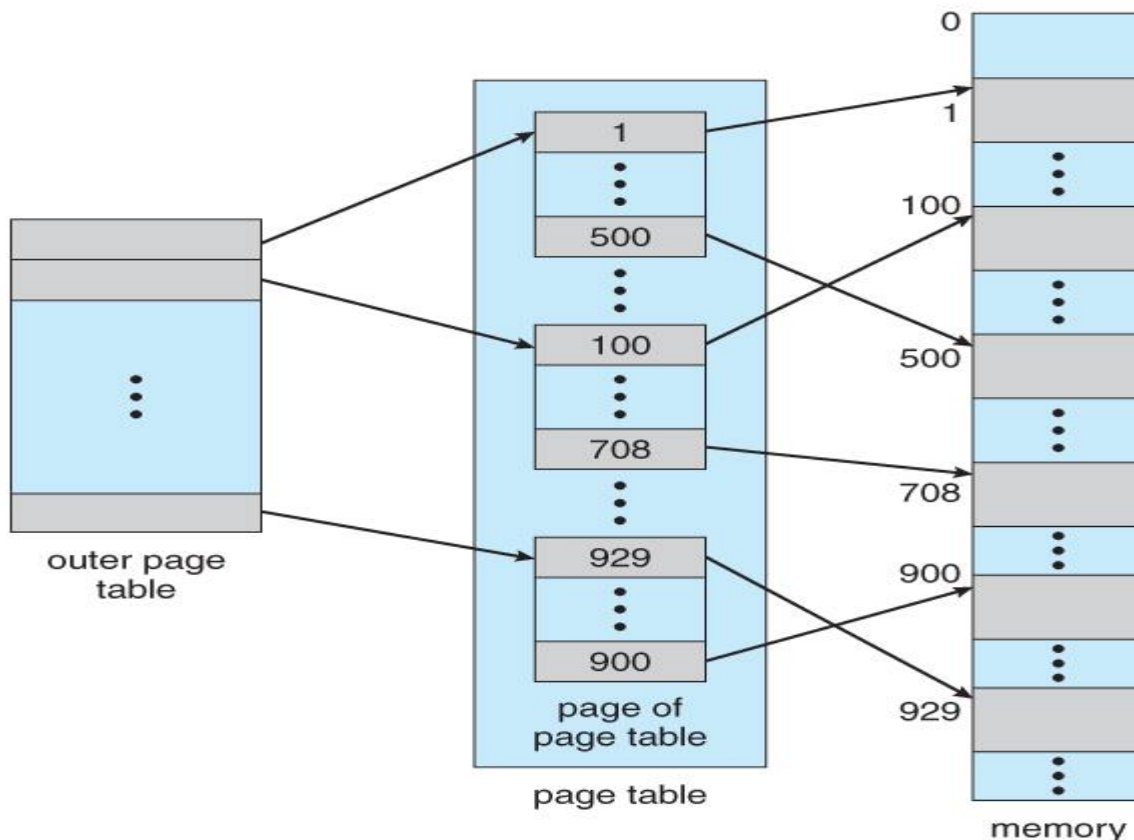 outer page
table
1
500
100
708
929
900
page of
page table
page table
0
1
100
500
708
900
929
memory